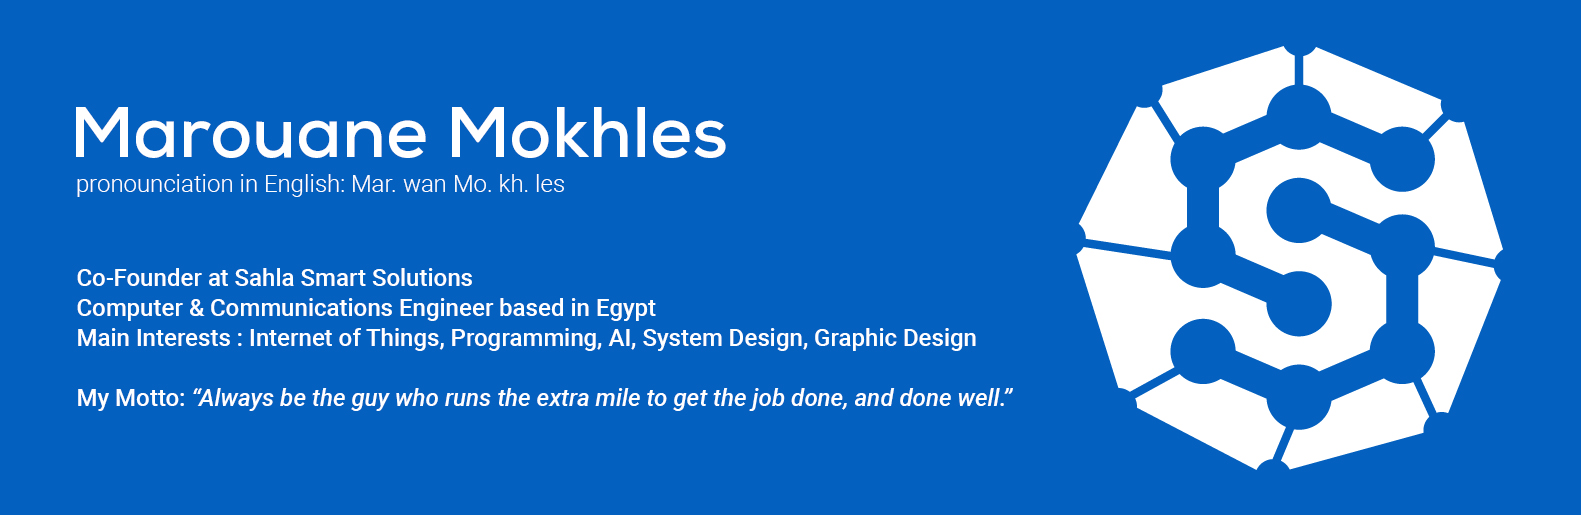 Marouane Mokhles
pronounciation in English: Mar. wan Mo. kh. les
Co-Founder at Sahla Smart Solutions
Computer & Communications Engineer based in Egypt
Main Interests : Internet of Things, Programming, AI, System Design, Graphic Design
My Motto: “Always be the guy who runs the extra mile to get the job done, and done well.”